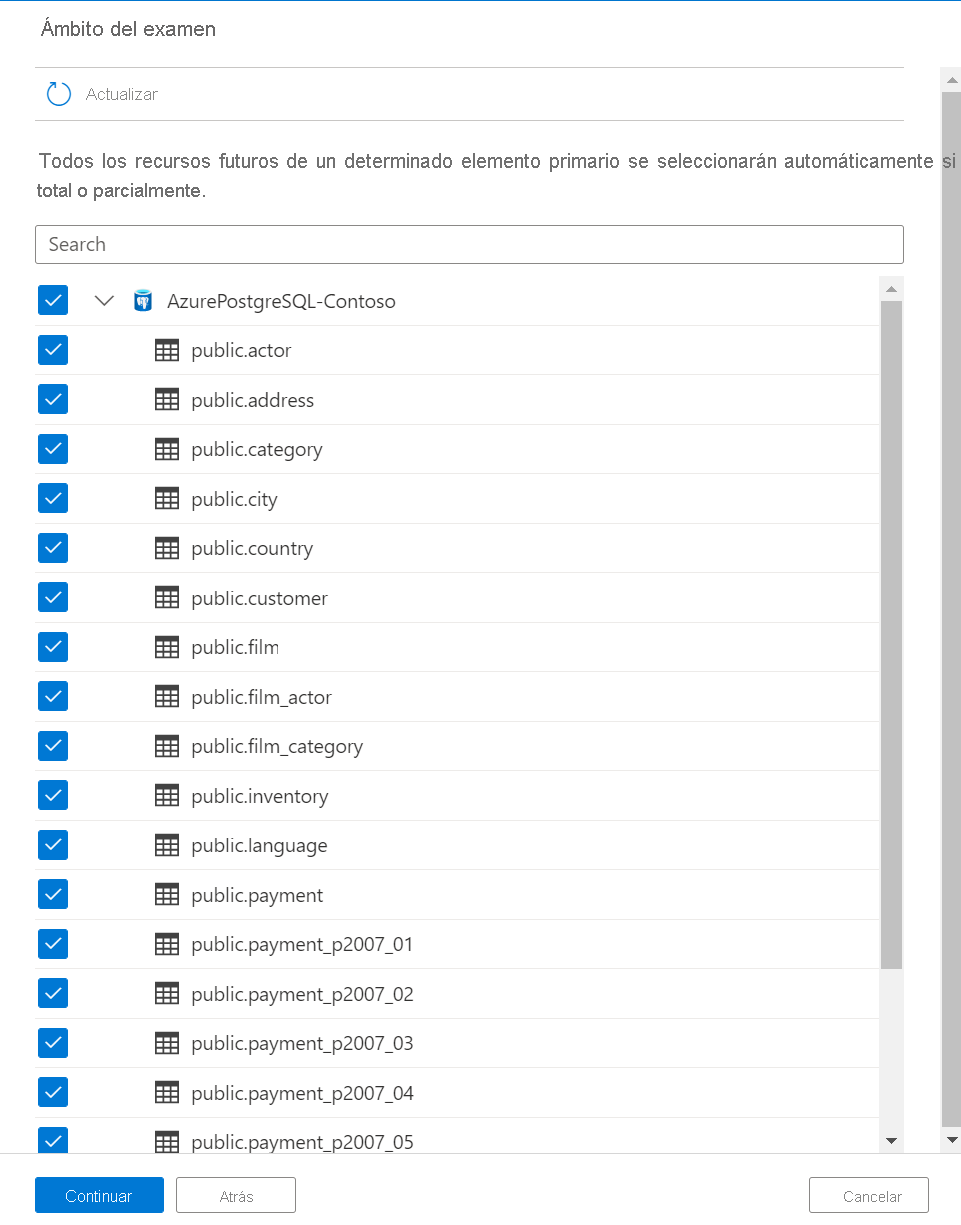 Ámbito del examen
Actualizar
Todos los recursos futuros de un determinado elemento primario se seleccionarán automáticamente si
total o parcialmente.
Search
AzurePostgreSQL-Contoso
public.actor
public.address
public.category
public.city
public.country
public.customer
public.film
public.film_actor
public.film_category
public.inventory
public.language
public.payment
public.payment_p2007_01
public.payment_p2007_02
public.payment_p2007_03
public.payment_p2007_04
public.payment_p2007_05
Continuar
Atrás
Cancelar